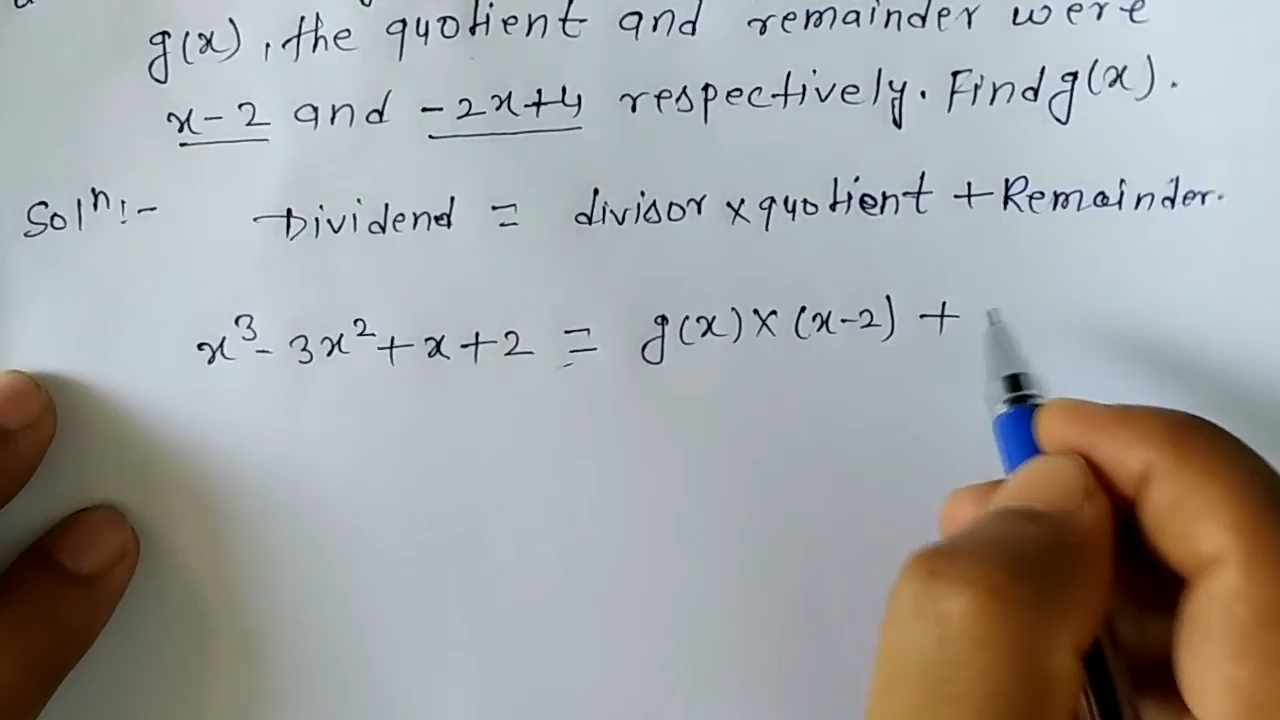 g(x), the quotient and remainder were
x-2 and -2x+4 respectively. Find g(x).
Solⁿ:- Dividend = divisor × quotient + Remainder.
x³- 3x²+x+2 = g(x) × (x-2) +